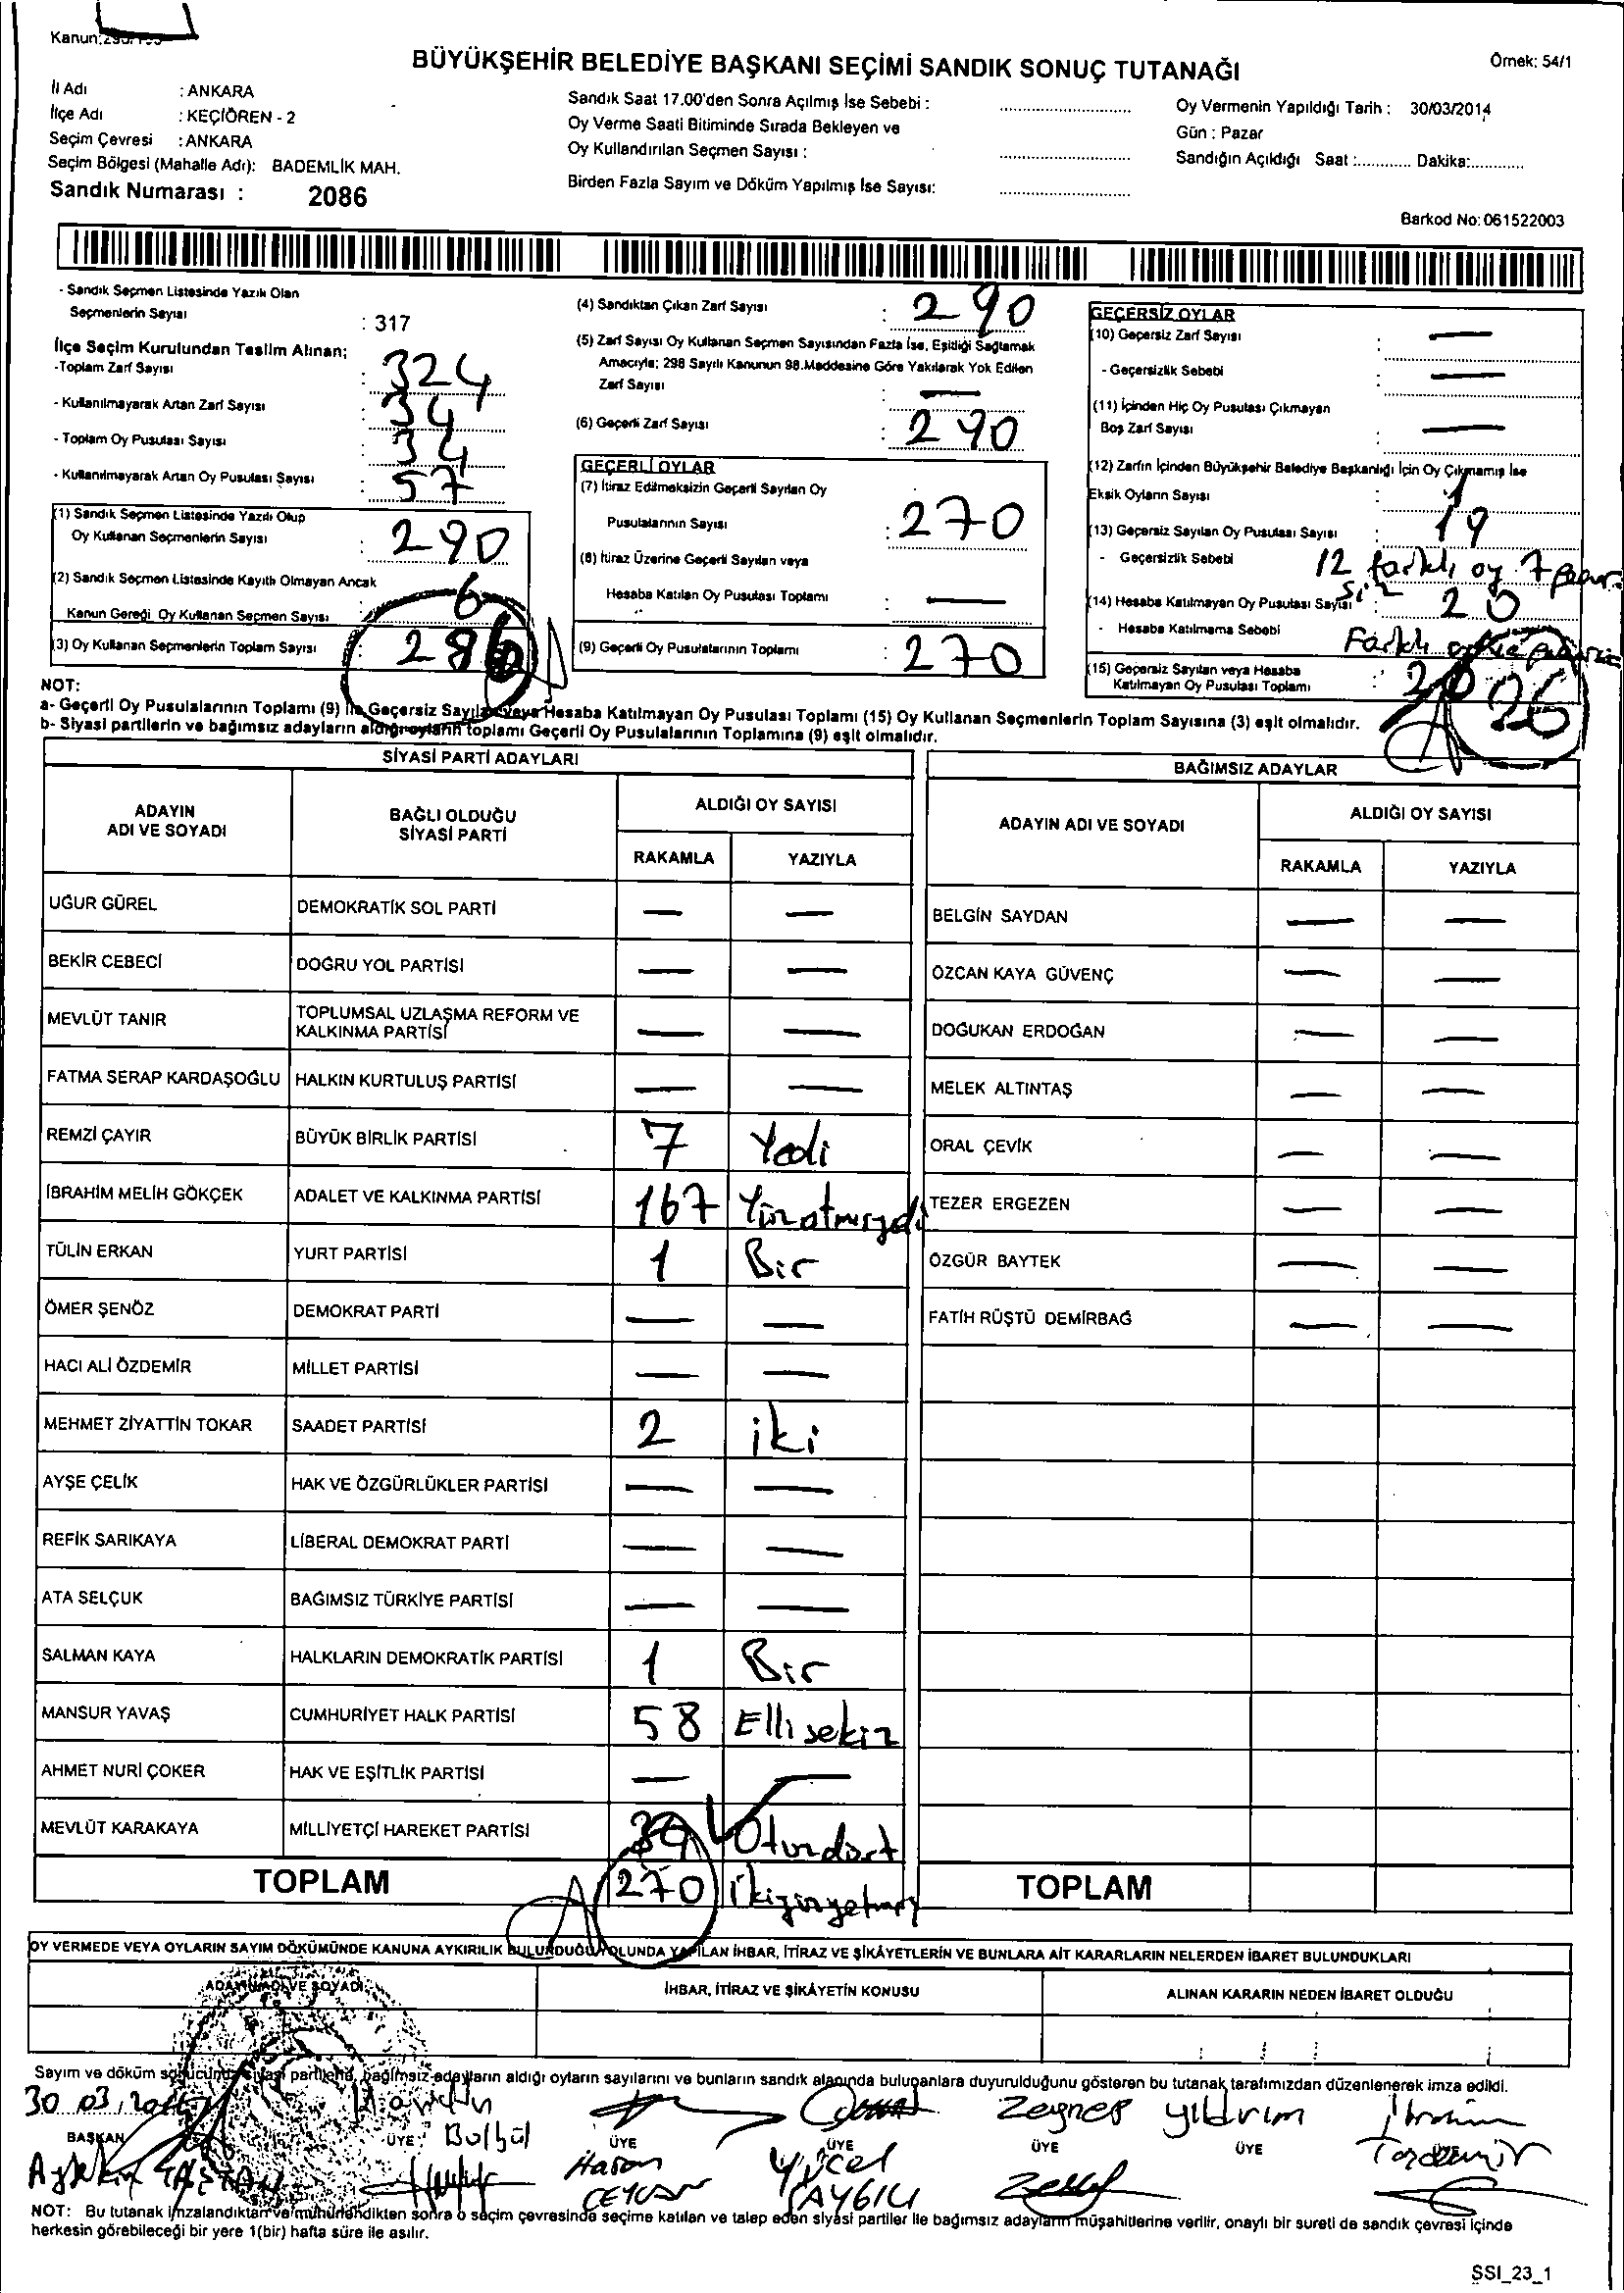 Kanun:298/135
BÜYÜKŞEHİR BELEDİYE BAŞKANI SEÇİMİ SANDIK SONUÇ TUTANAĞI
Örnek: 54/1
İl Adı : ANKARA
İlçe Adı : KEÇİÖREN - 2
Seçim Çevresi : ANKARA
Seçim Bölgesi (Mahalle Adı): BADEMLİK MAH.
Sandık Numarası : 2086
Sandık Saat 17.00'den Sonra Açılmış İse Sebebi :
Oy Verme Saati Bitiminde Sırada Bekleyen ve
Oy Kullandırılan Seçmen Sayısı :
Birden Fazla Sayım ve Döküm Yapılmış İse Sayısı:
Oy Vermenin Yapıldığı Tarih : 30/03/2014
Gün : Pazar
Sandığın Açıldığı Saat :............ Dakika:............
Barkod No: 061522003
- Sandık Seçmen Listesinde Yazılı Olan
Seçmenlerin Sayısı : 317
İlçe Seçim Kurulundan Teslim Alınan;
-Toplam Zarf Sayısı : 324
- Kullanılmayarak Artan Zarf Sayısı : 34
- Toplam Oy Pusulası Sayısı : 34
- Kullanılmayarak Artan Oy Pusulası Sayısı : 57
(1) Sandık Seçmen Listesinde Yazılı Olup
Oy Kullanan Seçmenlerin Sayısı : 290
(2) Sandık Seçmen Listesinde Kayıtlı Olmayan Ancak
Kanun Gereği Oy Kullanan Seçmen Sayısı : 6
(3) Oy Kullanan Seçmenlerin Toplam Sayısı :
(4) Sandıktan Çıkan Zarf Sayısı : 290
(5) Zarf Sayısı Oy Kullanan Seçmen Sayısından Fazla İse, Eşitliği Sağlamak
Amacıyla; 298 Sayılı Kanunun 98.Maddesine Göre Yakılarak Yok Edilen
Zarf Sayısı : —
(6) Geçerli Zarf Sayısı : 290
GEÇERLİ OYLAR
(7) İtiraz Edilmeksizin Geçerli Sayılan Oy
Pusulalarının Sayısı : 270
(8) İtiraz Üzerine Geçerli Sayılan veya
Hesaba Katılan Oy Pusulası Toplamı : —
(9) Geçerli Oy Pusulalarının Toplamı : 270
GEÇERSİZ OYLAR
(10) Geçersiz Zarf Sayısı : —
- Geçersizlik Sebebi : —
(11) İçinden Hiç Oy Pusulası Çıkmayan
Boş Zarf Sayısı : —
(12) Zarfın İçinden Büyükşehir Belediye Başkanlığı İçin Oy Çıkmamış İse
Eksik Oyların Sayısı : 1
(13) Geçersiz Sayılan Oy Pusulası Sayısı : 19
- Geçersizlik Sebebi 12 farklı oy 7
(14) Hesaba Katılmayan Oy Pusulası Sayısı : 20
- Hesaba Katılmama Sebebi Farklı
(15) Geçersiz Sayılan veya Hesaba
Katılmayan Oy Pusulası Toplamı : 20 26
NOT:
a- Geçerli Oy Pusulalarının Toplamı (9) ile Geçersiz Sayılan veya Hesaba Katılmayan Oy Pusulası Toplamı (15) Oy Kullanan Seçmenlerin Toplam Sayısına (3) eşit olmalıdır.
b- Siyasi partilerin ve bağımsız adayların aldığı oyların toplamı Geçerli Oy Pusulalarının Toplamına (9) eşit olmalıdır.
SİYASİ PARTİ ADAYLARI
ADAYIN ADI VE SOYADI BAĞLI OLDUĞU SİYASİ PARTİ ALDIĞI OY SAYISI
RAKAMLA YAZIYLA
UĞUR GÜREL DEMOKRATİK SOL PARTİ — —
BEKİR CEBECİ DOĞRU YOL PARTİSİ — —
MEVLÜT TANIR TOPLUMSAL UZLAŞMA REFORM VE KALKINMA PARTİSİ — —
FATMA SERAP KARDAŞOĞLU HALKIN KURTULUŞ PARTİSİ — —
REMZİ ÇAYIR BÜYÜK BİRLİK PARTİSİ 7 Yedi
İBRAHİM MELİH GÖKÇEK ADALET VE KALKINMA PARTİSİ 167 Yüzatmışyedi
TÜLİN ERKAN YURT PARTİSİ 1 Bir
ÖMER ŞENÖZ DEMOKRAT PARTİ — —
HACI ALİ ÖZDEMİR MİLLET PARTİSİ — —
MEHMET ZİYATTİN TOKAR SAADET PARTİSİ 2 iki
AYŞE ÇELİK HAK VE ÖZGÜRLÜKLER PARTİSİ — —
REFİK SARIKAYA LİBERAL DEMOKRAT PARTİ — —
ATA SELÇUK BAĞIMSIZ TÜRKİYE PARTİSİ — —
SALMAN KAYA HALKLARIN DEMOKRATİK PARTİSİ 1 Bir
MANSUR YAVAŞ CUMHURİYET HALK PARTİSİ 58 Elli sekiz
AHMET NURİ ÇOKER HAK VE EŞİTLİK PARTİSİ — —
MEVLÜT KARAKAYA MİLLİYETÇİ HAREKET PARTİSİ Otuzdört
TOPLAM 270 ikiyüzyetmiş
BAĞIMSIZ ADAYLAR
ADAYIN ADI VE SOYADI ALDIĞI OY SAYISI
RAKAMLA YAZIYLA
BELGİN SAYDAN — —
ÖZCAN KAYA GÜVENÇ — —
DOĞUKAN ERDOĞAN — —
MELEK ALTINTAŞ — —
ORAL ÇEVİK — —
TEZER ERGEZEN — —
ÖZGÜR BAYTEK — —
FATİH RÜŞTÜ DEMİRBAĞ — —
TOPLAM
OY VERMEDE VEYA OYLARIN SAYIM DÖKÜMÜNDE KANUNA AYKIRILIK BULUNDUĞU YOLUNDA YAPILAN İHBAR, İTİRAZ VE ŞİKÂYETLERİN VE BUNLARA AİT KARARLARIN NELERDEN İBARET BULUNDUKLARI
ADAYIN ADI VE SOYADI İHBAR, İTİRAZ VE ŞİKÂYETİN KONUSU ALINAN KARARIN NEDEN İBARET OLDUĞU
Sayım ve döküm sonucunu, siyasi partilerle, bağımsız adayların aldığı oyların sayılarını ve bunların sandık alanında bulunanlara duyurulduğunu gösteren bu tutanak tarafımızdan düzenlenerek imza edildi.
30 03, 2014 Zeynep Yıldırım İbrahim
BAŞKAN ÜYE Bülbül ÜYE ÜYE ÜYE ÜYE
Aytekin TAŞTAN Hasan CEYLAN Yücel SAYGILI Tozdemir
NOT: Bu tutanak imzalandıktan ve mühürlendikten sonra o seçim çevresinde seçime katılan ve talep eden siyasi partiler ile bağımsız adayların müşahitlerine verilir, onaylı bir sureti de sandık çevresi içinde
herkesin görebileceği bir yere 1(bir) hafta süre ile asılır.
SSI_23_1